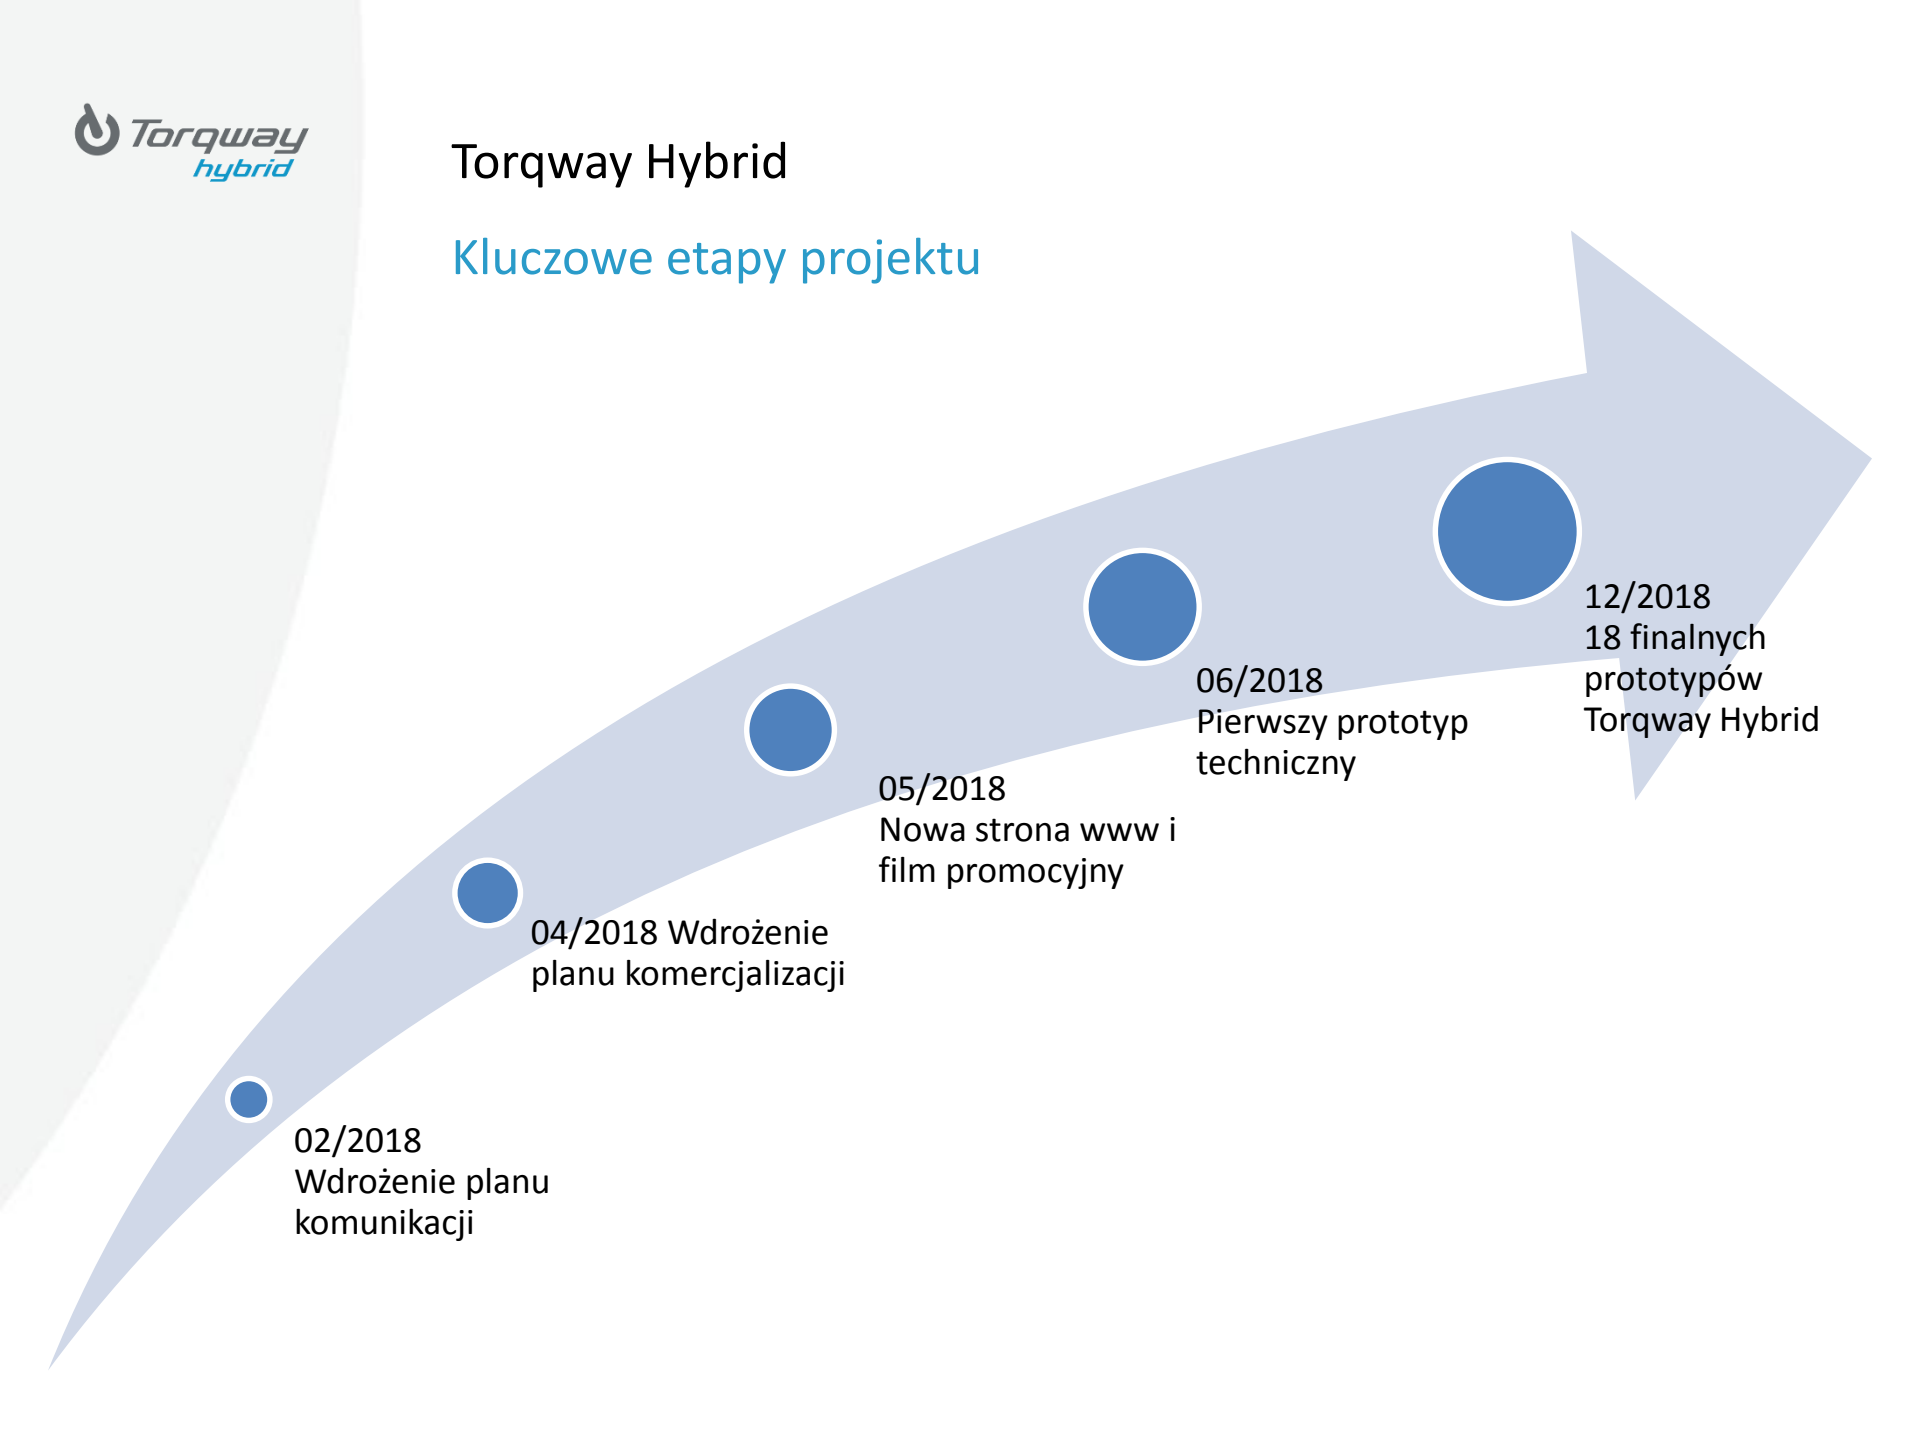 Torqway
hybrid
Torqway Hybrid
Kluczowe etapy projektu
12/2018
18 finalnych
prototypów
Torqway Hybrid
06/2018
Pierwszy prototyp
techniczny
05/2018
Nowa strona www i
film promocyjny
04/2018 Wdrożenie
planu komercjalizacji
02/2018
Wdrożenie planu
komunikacji